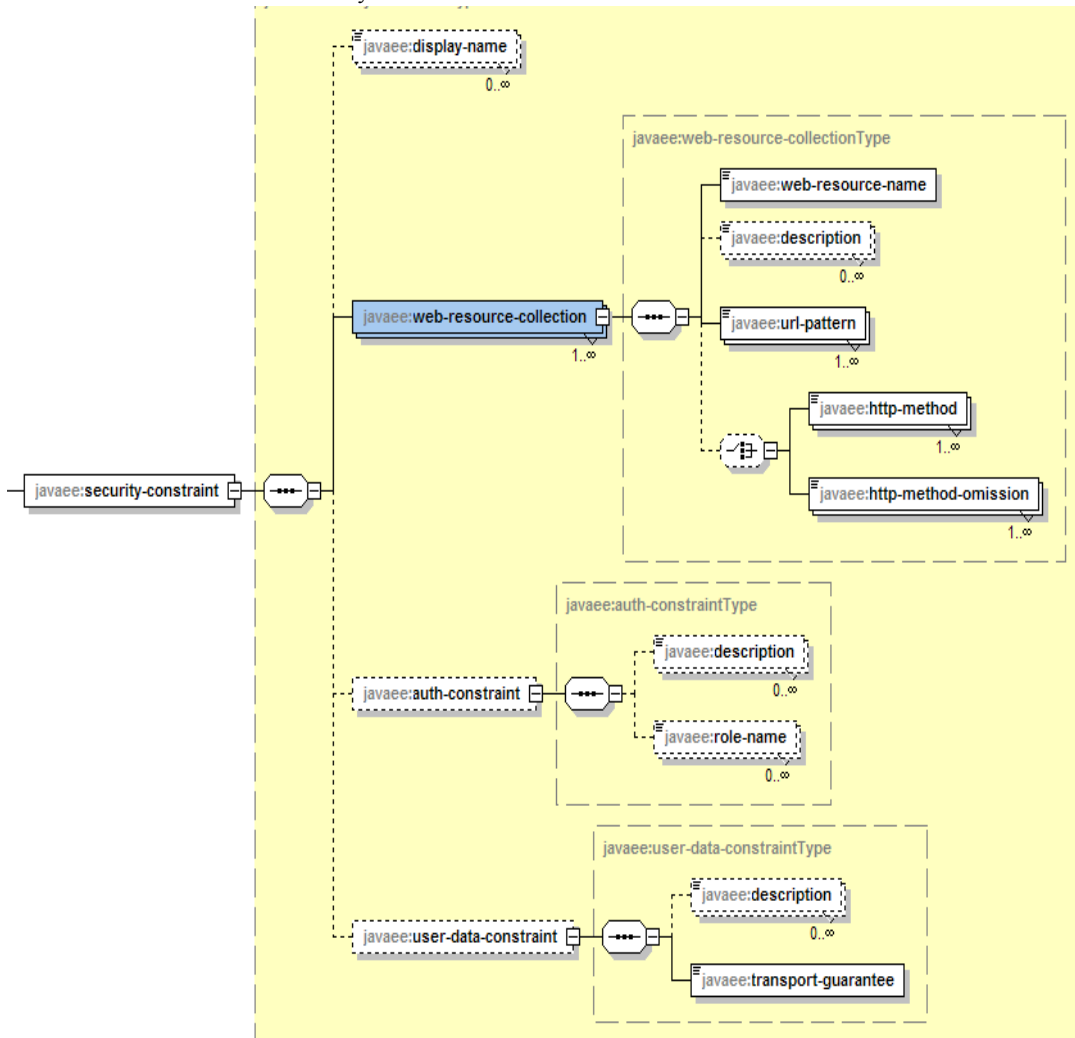 javaee:display-name
0..∞
javaee:web-resource-collectionType
javaee:web-resource-name
javaee:description
0..∞
javaee:web-resource-collection
1..∞
javaee:url-pattern
1..∞
javaee:http-method
1..∞
javaee:security-constraint
javaee:http-method-omission
1..∞
javaee:auth-constraintType
javaee:description
0..∞
javaee:auth-constraint
javaee:role-name
0..∞
javaee:user-data-constraintType
javaee:description
0..∞
javaee:user-data-constraint
javaee:transport-guarantee